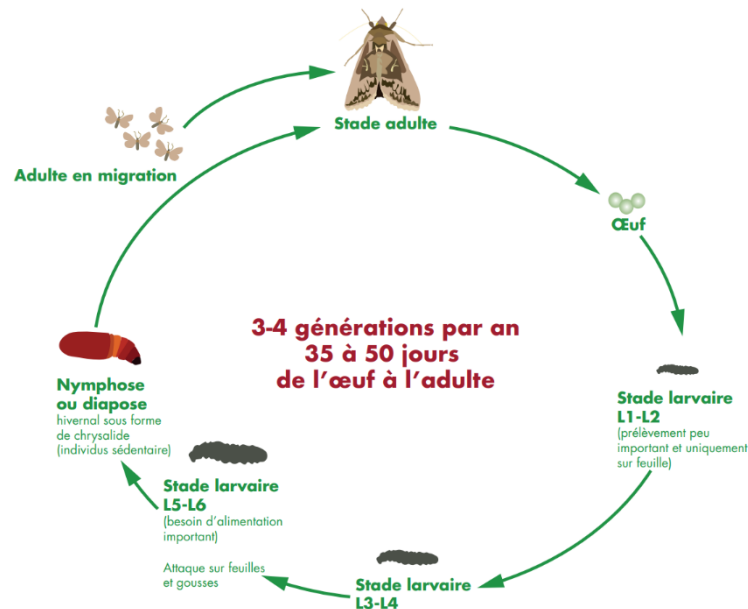 Stade adulte
Adulte en migration
Œuf
3-4 générations par an
35 à 50 jours
de l'œuf à l'adulte
Stade larvaire
L1-L2
(prélèvement peu
important et uniquement
sur feuille)
Stade larvaire
L3-L4
Stade larvaire
L5-L6
(besoin d'alimentation
important)
Attaque sur feuilles
et gousses
Nymphose
ou diapose
hivernal sous forme
de chrysalide
(individus sédentaire)